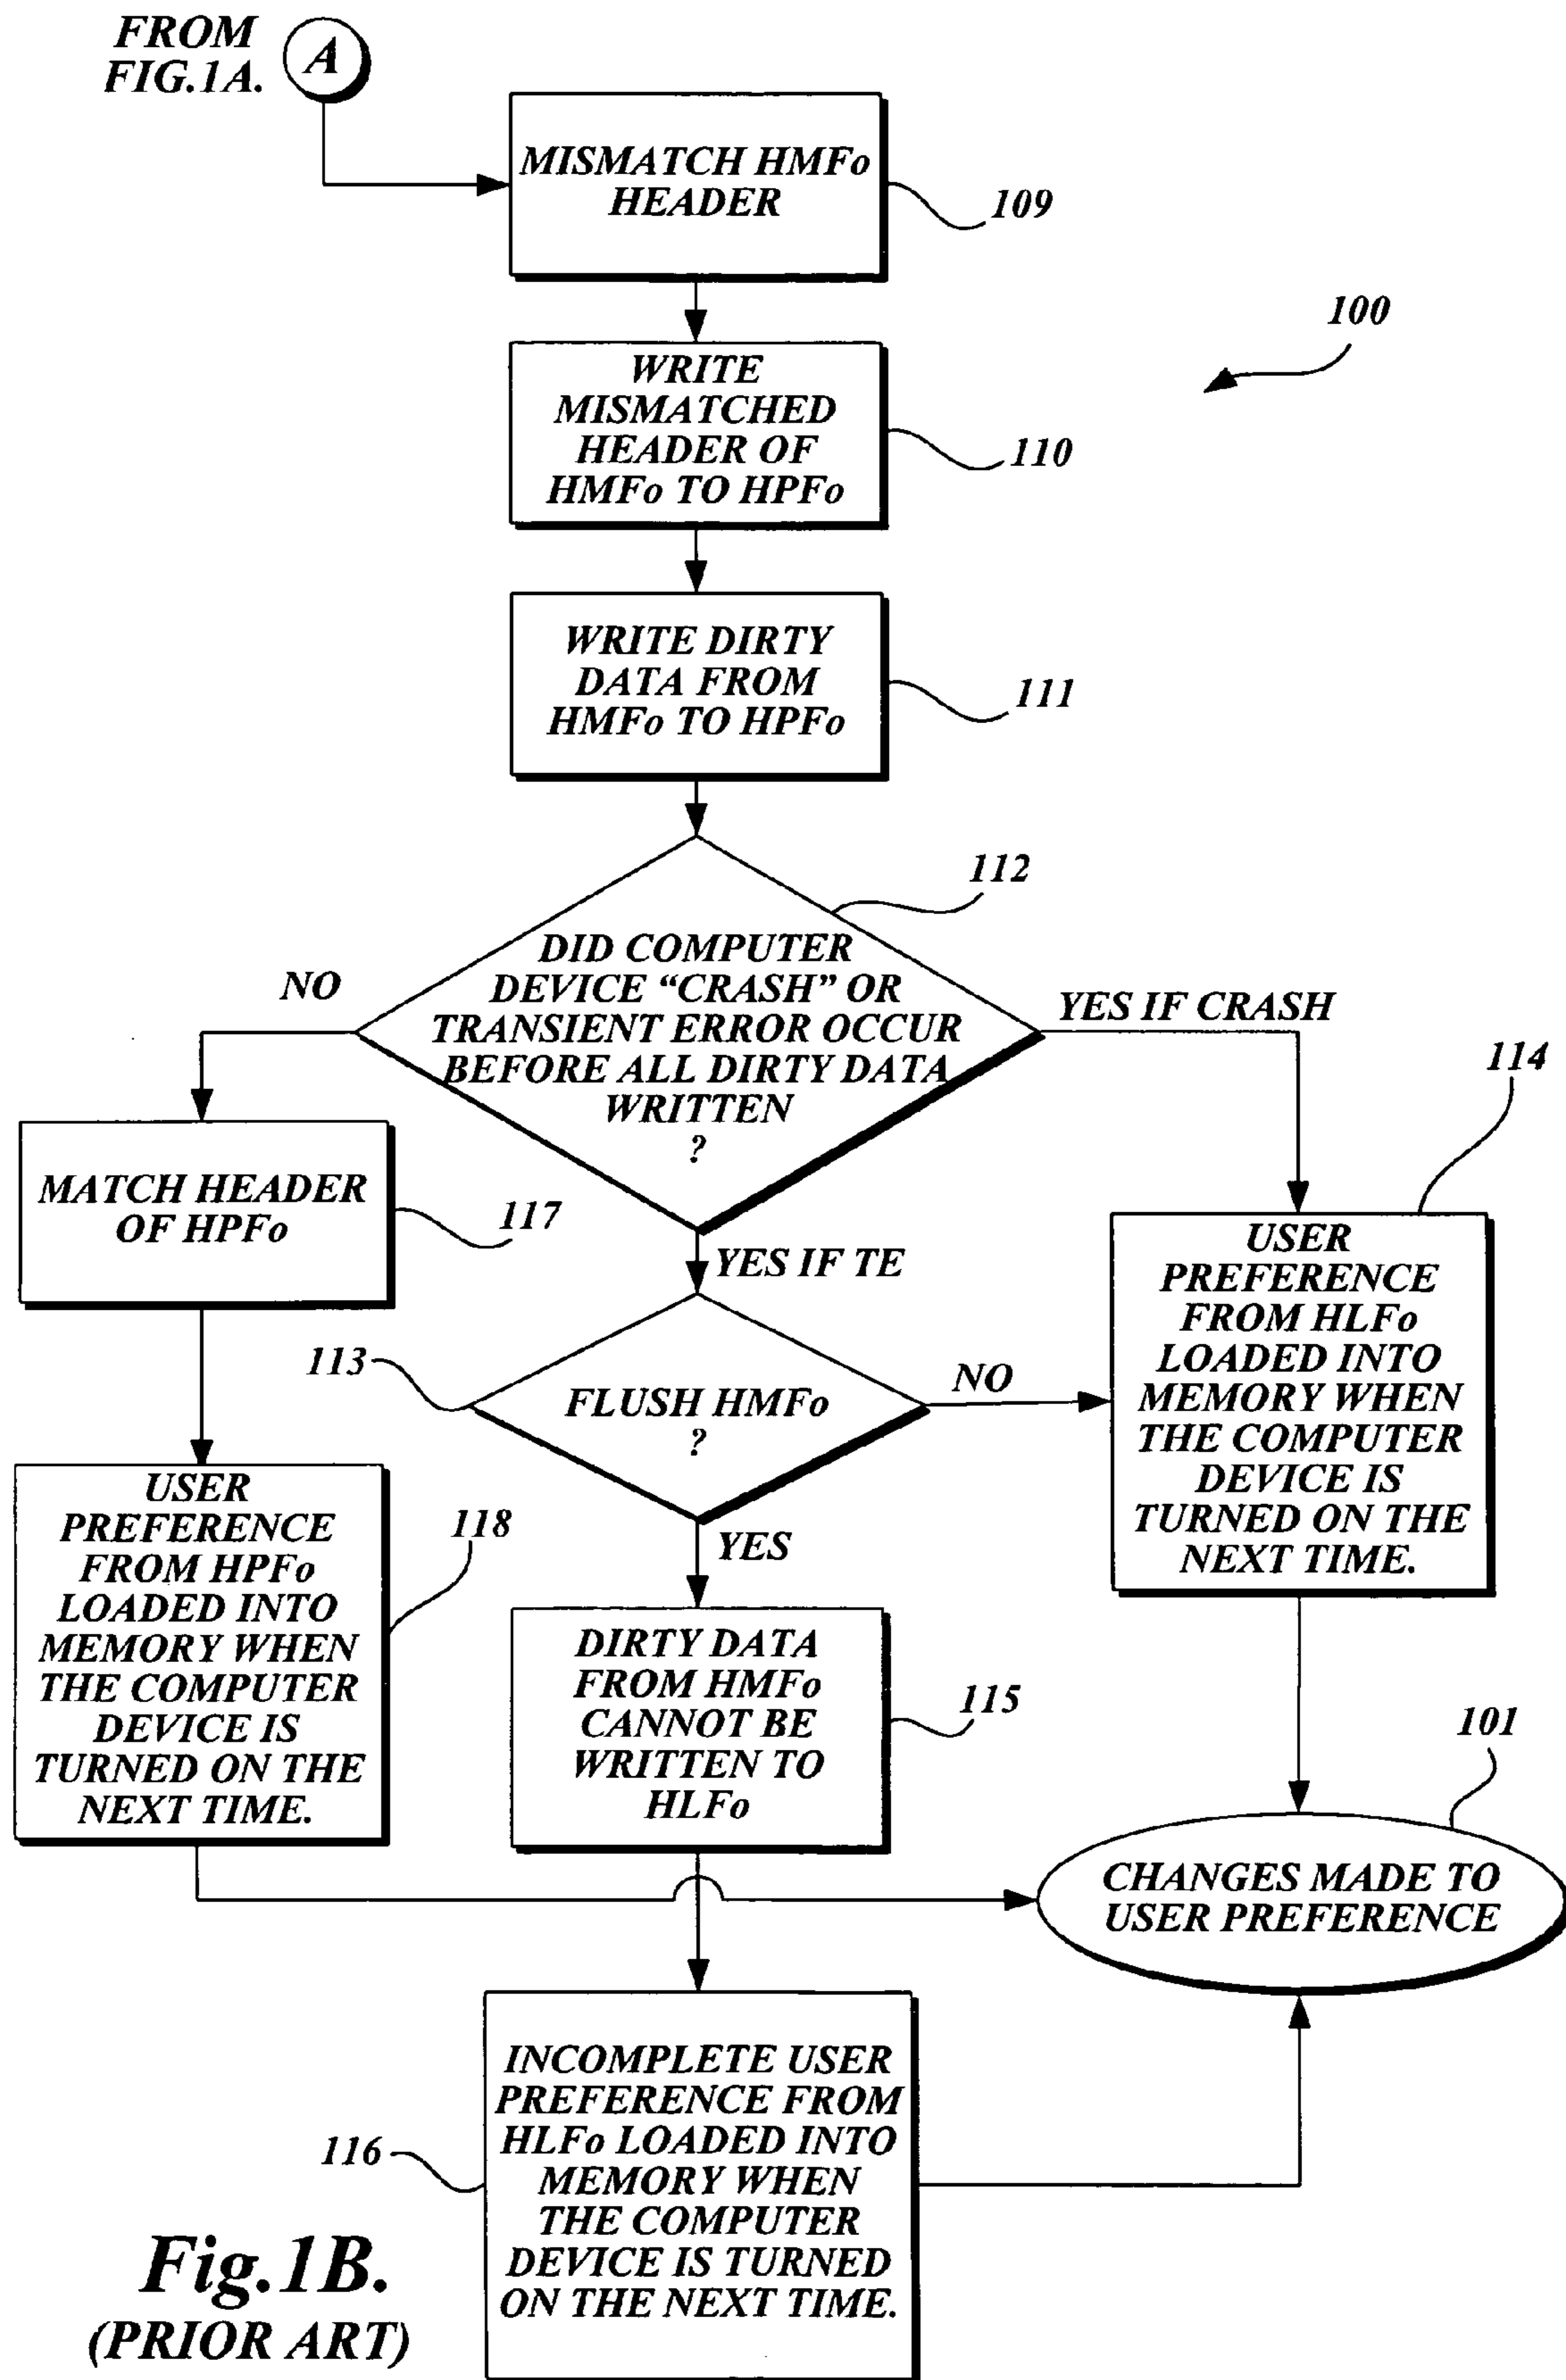 FROM
FIG.1A.
A
MISMATCH HMFo
HEADER
109
100
WRITE
MISMATCHED
HEADER OF
HMFo TO HPFo
110
WRITE DIRTY
DATA FROM
HMFo TO HPFo
111
112
DID COMPUTER
DEVICE “CRASH” OR
TRANSIENT ERROR OCCUR
BEFORE ALL DIRTY DATA
WRITTEN
?
NO
YES IF CRASH
114
MATCH HEADER
OF HPFo
117
YES IF TE
USER
PREFERENCE
FROM HLFo
LOADED INTO
MEMORY WHEN
THE COMPUTER
DEVICE IS
TURNED ON THE
NEXT TIME.
113
FLUSH HMFo
?
NO
YES
USER
PREFERENCE
FROM HPFo
LOADED INTO
MEMORY WHEN
THE COMPUTER
DEVICE IS
TURNED ON THE
NEXT TIME.
118
DIRTY DATA
FROM HMFo
CANNOT BE
WRITTEN TO
HLFo
115
101
CHANGES MADE TO
USER PREFERENCE
INCOMPLETE USER
PREFERENCE FROM
HLFo LOADED INTO
MEMORY WHEN
THE COMPUTER
DEVICE IS TURNED
ON THE NEXT TIME.
116
Fig.1B.
(PRIOR ART)